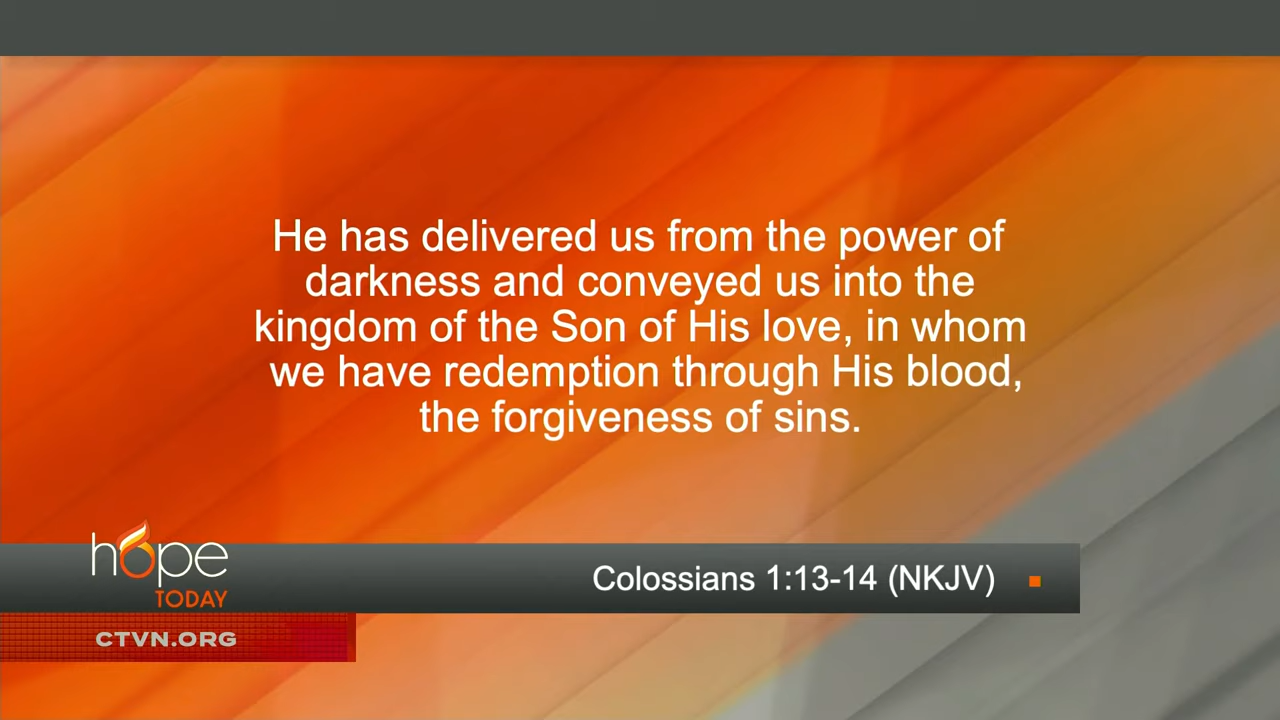 He has delivered us from the power of
darkness and conveyed us into the
kingdom of the Son of His love, in whom
we have redemption through His blood,
the forgiveness of sins.
hope
TODAY
Colossians 1:13-14 (NKJV)
CTVN.ORG